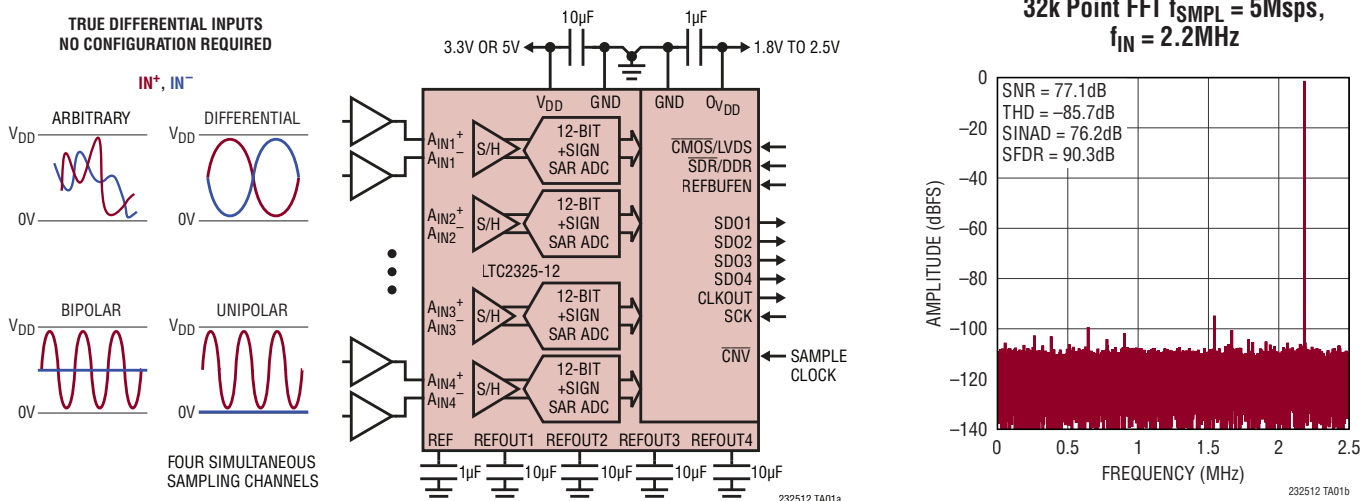 TRUE DIFFERENTIAL INPUTS
NO CONFIGURATION REQUIRED
IN+, IN−
ARBITRARY
VDD
0V
DIFFERENTIAL
VDD
0V
BIPOLAR
VDD
0V
UNIPOLAR
VDD
0V
FOUR SIMULTANEOUS
SAMPLING CHANNELS
10µF
1µF
3.3V OR 5V
1.8V TO 2.5V
VDD
GND
GND
OVDD
AIN1+
AIN1−
S/H
12-BIT
+SIGN
SAR ADC
AIN2+
AIN2−
S/H
12-BIT
+SIGN
SAR ADC
LTC2325-12
AIN3+
AIN3−
S/H
12-BIT
+SIGN
SAR ADC
AIN4+
AIN4−
S/H
12-BIT
+SIGN
SAR ADC
CMOS/LVDS
SDR/DDR
REFBUFEN
SDO1
SDO2
SDO3
SDO4
CLKOUT
SCK
CNV
SAMPLE
CLOCK
REF
REFOUT1
REFOUT2
REFOUT3
REFOUT4
1µF
10µF
10µF
10µF
10µF
232512 TA01a
32k Point FFT fSMPL = 5Msps,
fIN = 2.2MHz
SNR = 77.1dB
THD = –85.7dB
SINAD = 76.2dB
SFDR = 90.3dB
AMPLITUDE (dBFS)
0
–20
–40
–60
–80
–100
–120
–140
0
0.5
1
1.5
2
2.5
FREQUENCY (MHz)
232512 TA01b